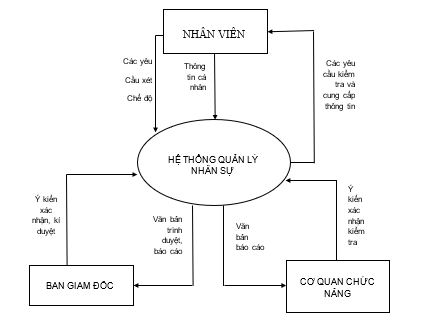 NHÂN VIÊN
Các yêu
Cầu xét
Chế độ
Thông
tin cá
nhân
Các yêu
cầu kiểm
tra và
cung cấp
thông tin
HỆ THỐNG QUẢN LÝ
NHÂN SỰ
Ý kiến
xác
nhận, kí
duyệt
Văn bản
trình
duyệt,
báo cáo
Văn
bản
báo cáo
Ý
kiến
xác
nhận
kiểm
tra
BAN GIAM ĐỐC
CƠ QUAN CHỨC
NĂNG